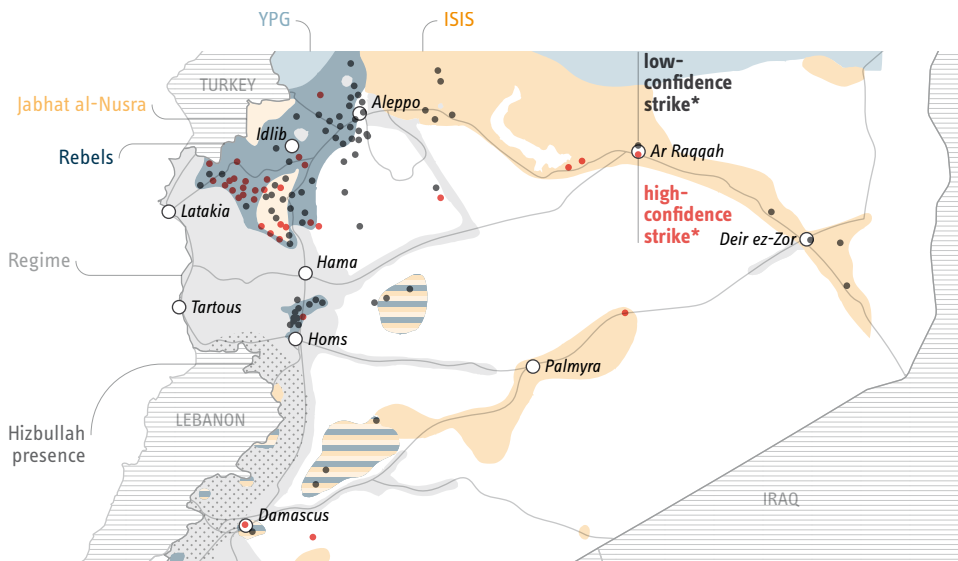 YPG
ISIS
low-
confidence
strike*
TURKEY
Jabhat al-Nusra
Aleppo
Idlib
Rebels
Ar Raqqah
high-
confidence
strike*
Latakia
Deir ez-Zor
Regime
Hama
Tartous
Homs
Palmyra
LEBANON
Hizbullah
presence
IRAQ
Damascus